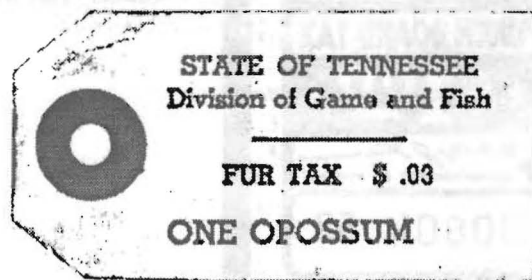 STATE OF TENNESSEE
Division of Game and Fish
FUR TAX $ .03
ONE OPOSSUM